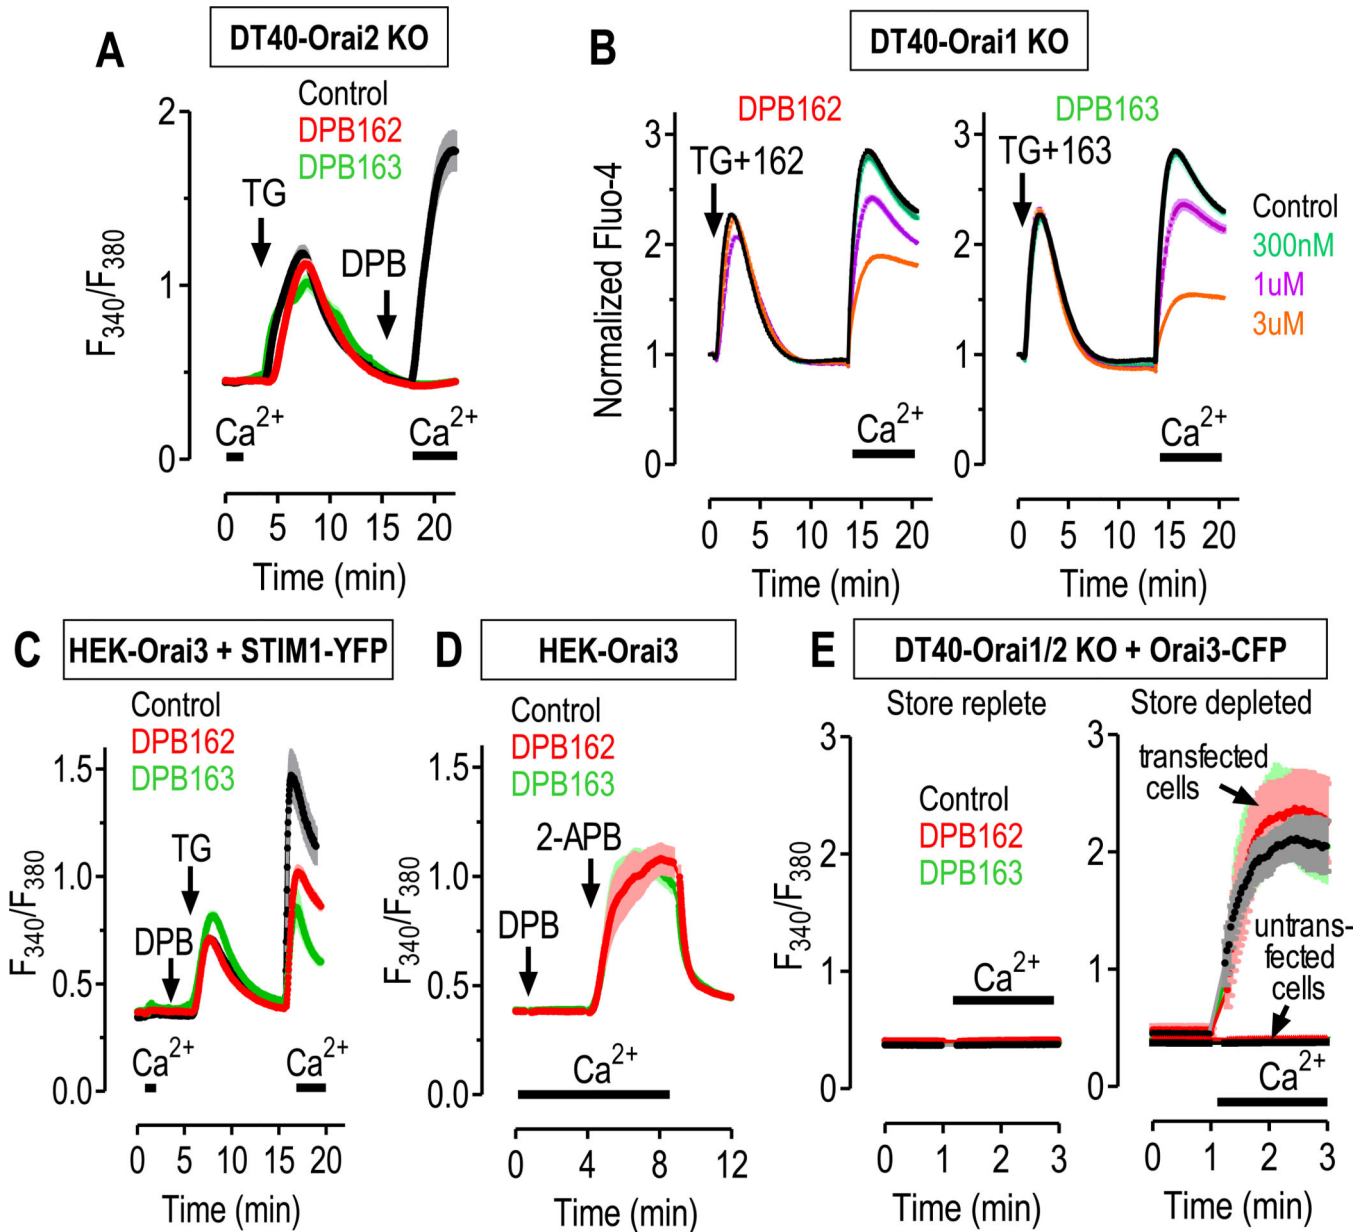 A
DT40-Orai2 KO
Control
DPB162
DPB163
TG
DPB
F340/F380
2
1
0
Ca2+
Ca2+
0 5 10 15 20
Time (min)
B
DT40-Orai1 KO
DPB162
DPB163
TG+162
TG+163
Normalized Fluo-4
3
2
1
0
Ca2+
0 5 10 15 20
Time (min)
3
2
1
0
Ca2+
0 5 10 15 20
Time (min)
Control
300nM
1uM
3uM
C
HEK-Orai3 + STIM1-YFP
Control
DPB162
DPB163
TG
DPB
F340/F380
1.5
1.0
0.5
0.0
Ca2+
Ca2+
0 5 10 15 20
Time (min)
D
HEK-Orai3
Control
DPB162
DPB163
2-APB
DPB
F340/F380
1.5
1.0
0.5
0.0
Ca2+
0 4 8 12
Time (min)
E
DT40-Orai1/2 KO + Orai3-CFP
Store replete
Control
DPB162
DPB163
F340/F380
3
2
1
0
Ca2+
0 1 2 3
Time (min)
Store depleted
transfected
cells
untrans-
fected
cells
3
2
1
0
Ca2+
0 1 2 3
Time (min)